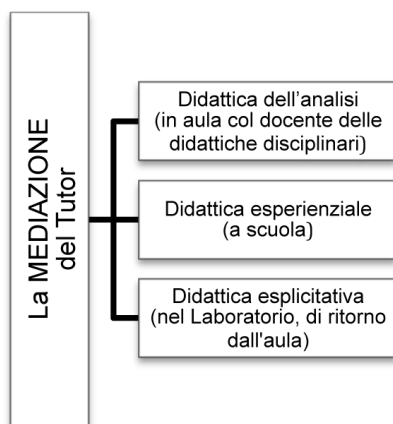 La MEDIAZIONE
del Tutor
Didattica dell'analisi
(in aula col docente delle
didattiche disciplinari)
Didattica esperienziale
(a scuola)
Didattica esplicitativa
(nel Laboratorio, di ritorno
dall'aula)